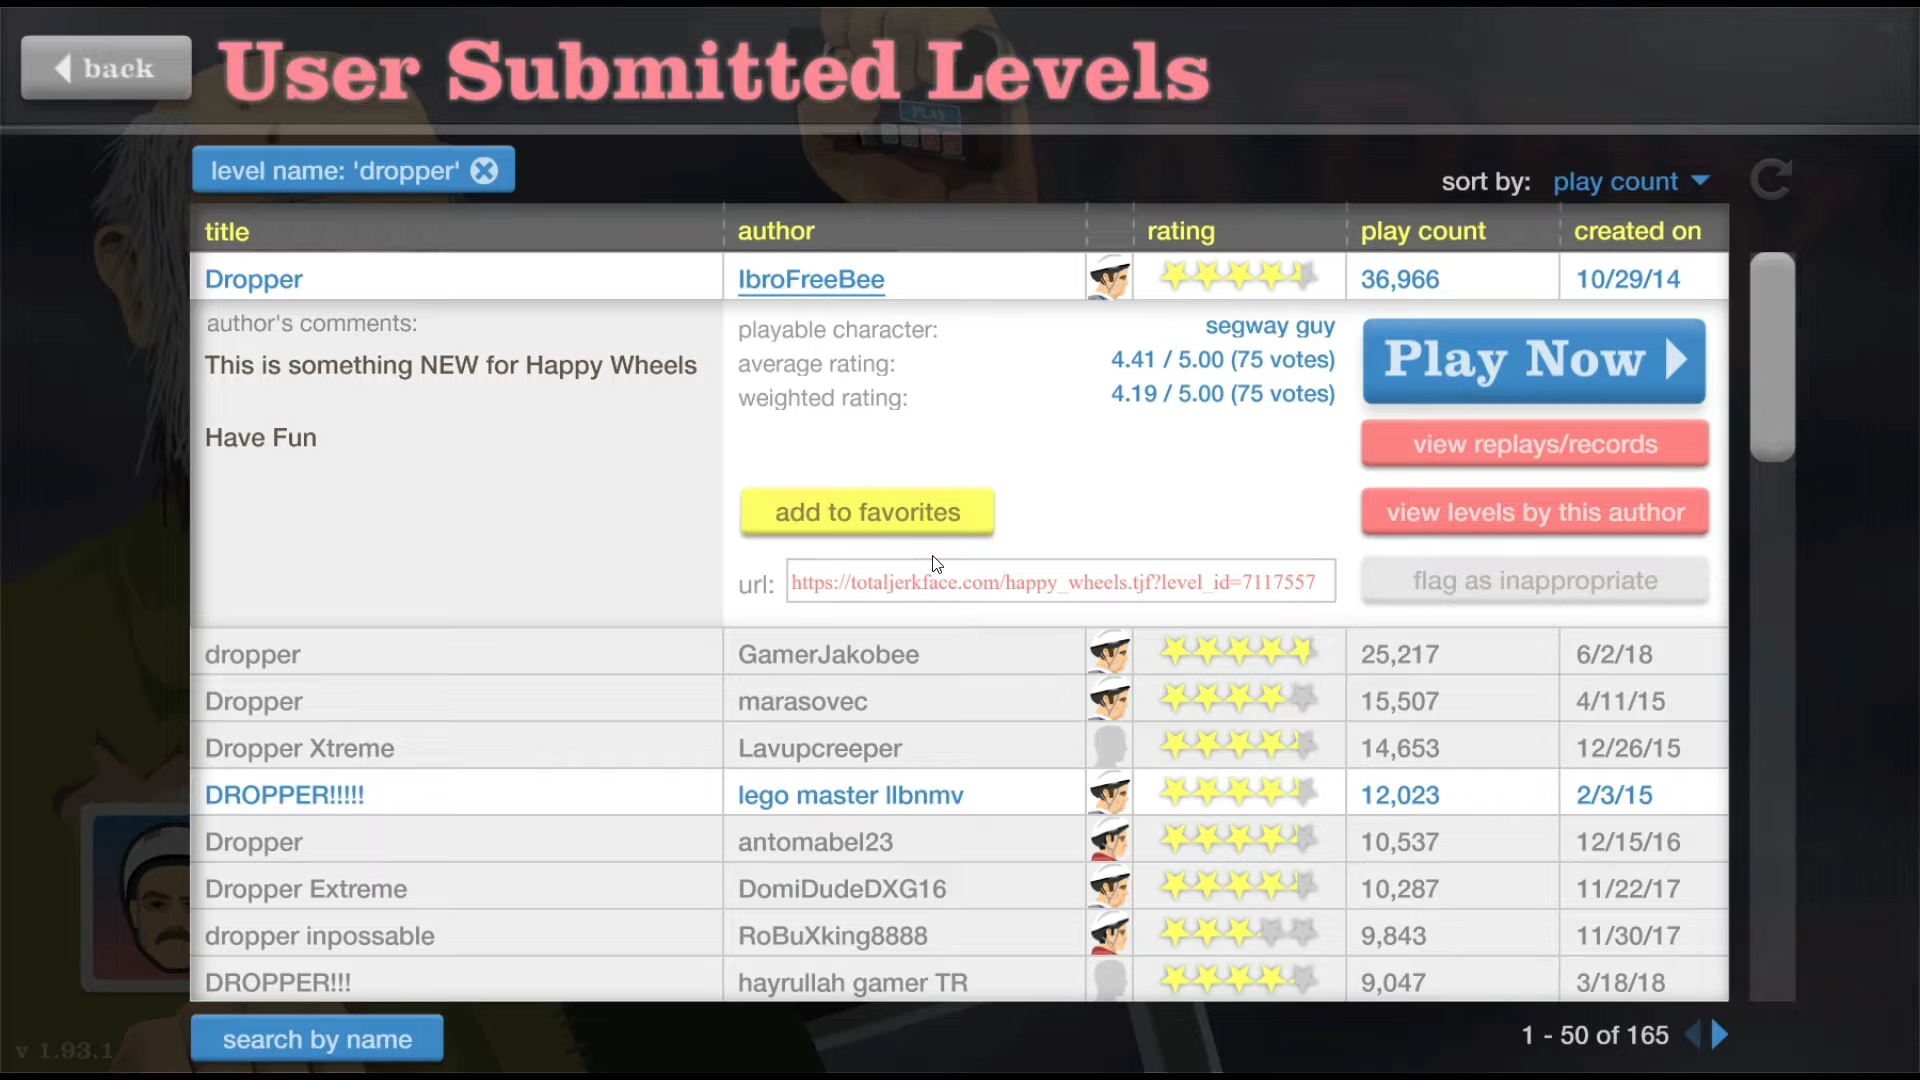 back
User Submitted Levels
PLAY
level name: 'dropper'
sort by: play count
title author rating play count created on
Dropper IbroFreeBee 36,966 10/29/14
author's comments:
This is something NEW for Happy Wheels
Have Fun
playable character: segway guy
average rating: 4.41 / 5.00 (75 votes)
weighted rating: 4.19 / 5.00 (75 votes)
Play Now
view replays/records
add to favorites
view levels by this author
url: https://totaljerkface.com/happy_wheels.tjf?level_id=7117557
flag as inappropriate
dropper GamerJakobee 25,217 6/2/18
Dropper marasovec 15,507 4/11/15
Dropper Xtreme Lavupcreeper 14,653 12/26/15
DROPPER!!!!! lego master llbnmv 12,023 2/3/15
Dropper antomabel23 10,537 12/15/16
Dropper Extreme DomiDudeDXG16 10,287 11/22/17
dropper inpossable RoBuXking8888 9,843 11/30/17
DROPPER!!! hayrullah gamer TR 9,047 3/18/18
search by name
1 - 50 of 165
v 1.93.1